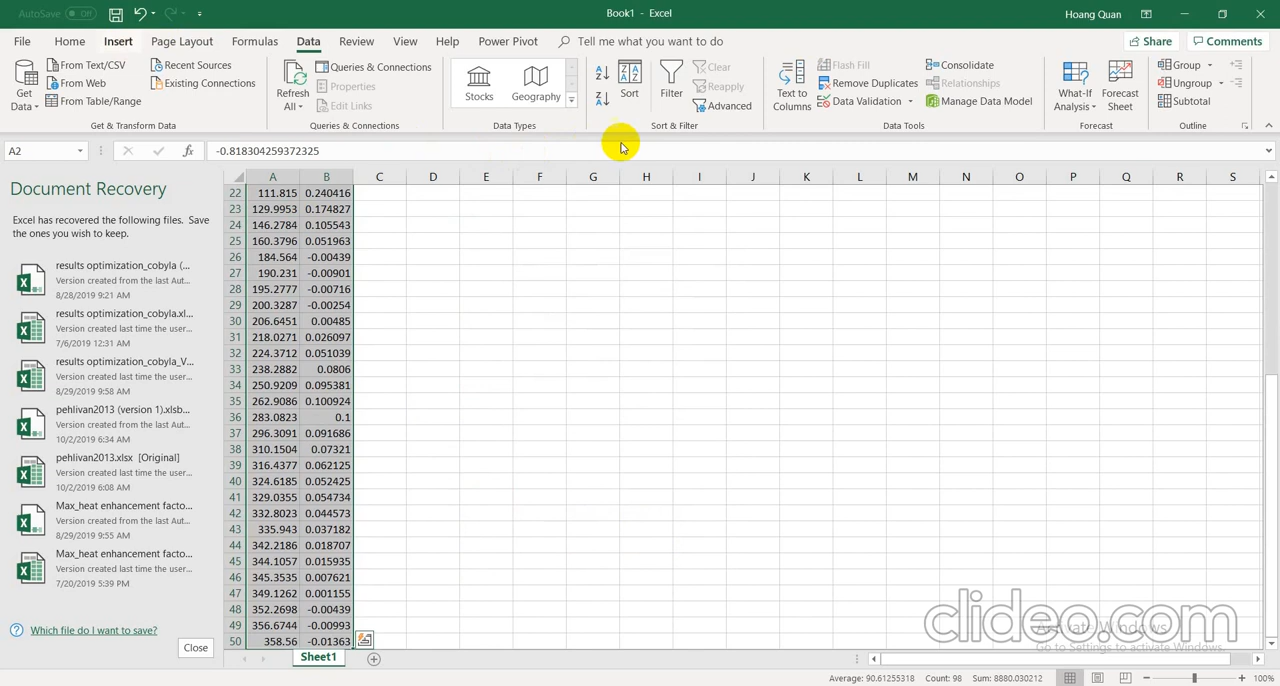 AutoSave Off Book1 - Excel Hoang Quan
File Home Insert Page Layout Formulas Data Review View Help Power Pivot Tell me what you want to do Share Comments
Get Data
From Text/CSV
From Web
From Table/Range
Recent Sources
Existing Connections
Get & Transform Data
Refresh All
Queries & Connections
Properties
Edit Links
Queries & Connections
Stocks Geography
Data Types
Sort
Filter
Clear
Reapply
Advanced
Sort & Filter
Text to Columns
Flash Fill
Remove Duplicates
Data Validation
Consolidate
Relationships
Manage Data Model
Data Tools
What-If Analysis
Forecast Sheet
Forecast
Group
Ungroup
Subtotal
Outline
A2 fx -0.818304259372325
Document Recovery
Excel has recovered the following files. Save
the ones you wish to keep.
results optimization_cobyla (...
Version created from the last Aut...
8/28/2019 9:21 AM
results optimization_cobyla.xl...
Version created last time the user...
7/6/2019 12:31 AM
results optimization_cobyla_V...
Version created last time the user...
8/29/2019 9:58 AM
pehlivan2013 (version 1).xlsb...
Version created from the last Aut...
10/2/2019 6:34 AM
pehlivan2013.xlsx [Original]
Version created last time the user...
10/2/2019 6:08 AM
Max_heat enhancement facto...
Version created from the last Aut...
8/29/2019 9:55 AM
Max_heat enhancement facto...
Version created last time the user...
7/20/2019 5:39 PM
Which file do I want to save?
Close
A B C D E F G H I J K L M N O P Q R S
22 111.815 0.240416
23 129.9953 0.174827
24 146.2784 0.105543
25 160.3796 0.051963
26 184.564 -0.00439
27 190.231 -0.00901
28 195.2777 -0.00716
29 200.3287 -0.00254
30 206.6451 0.00485
31 218.0271 0.026097
32 224.3712 0.051039
33 238.2882 0.0806
34 250.9209 0.095381
35 262.9086 0.100924
36 283.0823 0.1
37 296.3091 0.091686
38 310.1504 0.07321
39 316.4377 0.062125
40 324.6185 0.052425
41 329.0355 0.054734
42 332.8023 0.044573
43 335.943 0.037182
44 342.2186 0.018707
45 344.1057 0.015935
46 345.3535 0.007621
47 349.1262 0.001155
48 352.2698 -0.00439
49 356.6744 -0.00993
50 358.56 -0.01363
clideo.com
Activate Windows
Go to Settings to activate Windows.
Sheet1
Average: 90.61255318 Count: 98 Sum: 8880.030212 100%